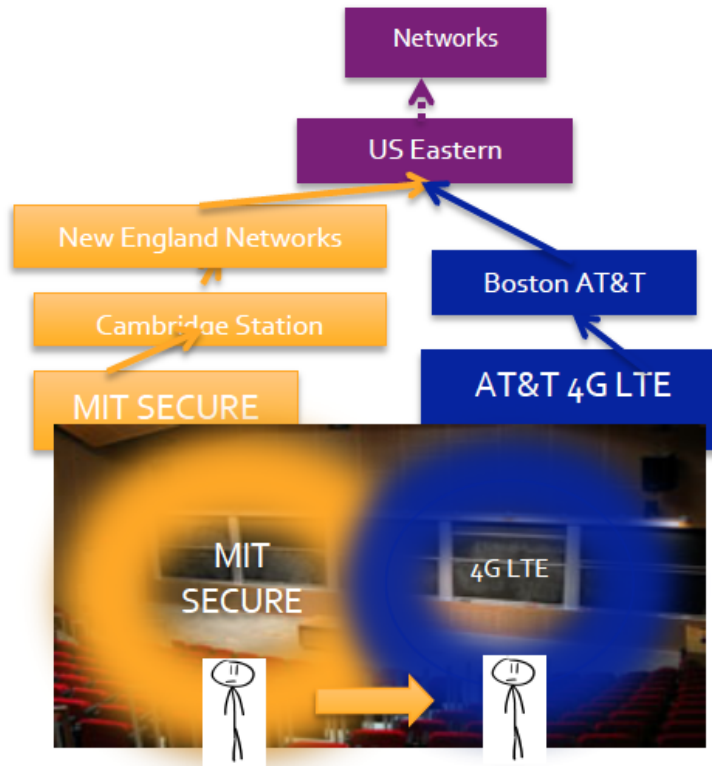 Networks
US Eastern
New England Networks
Boston AT&T
Cambridge Station
MIT SECURE
AT&T 4G LTE
MIT
SECURE
4G LTE